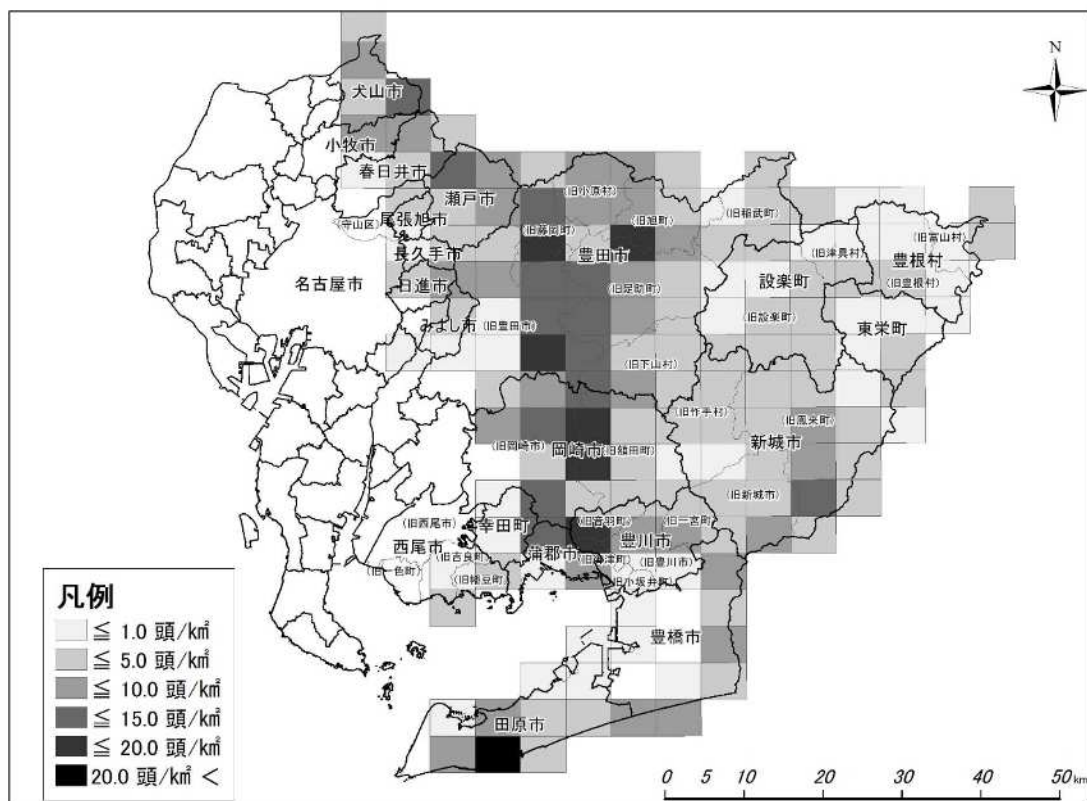 N
犬山市
小牧市
春日井市
瀬戸市
(旧小原村)
(旧旭町)
(旧稲武町)
(守山区)
尾張旭市
(旧藤岡町)
豊田市
(旧津具村)
(旧富山村)
豊根村
長久手市
名古屋市
日進市
(旧足助町)
設楽町
(旧豊根村)
みよし市
(旧豊田市)
(旧設楽町)
東栄町
(旧下山村)
(旧作手村)
(旧鳳来町)
(旧岡崎市)
岡崎市
(旧額田町)
新城市
(旧新城市)
(旧西尾市)
幸田町
(旧音羽町)
(旧一宮町)
豊川市
西尾市
(旧吉良町)
蒲郡市
(旧豊川市)
(旧一色町)
(旧幡豆町)
(旧小坂井町)
豊橋市
田原市
凡例
≦ 1.0 頭/k㎡
≦ 5.0 頭/k㎡
≦ 10.0 頭/k㎡
≦ 15.0 頭/k㎡
≦ 20.0 頭/k㎡
20.0 頭/k㎡ <
0 5 10 20 30 40 50 km